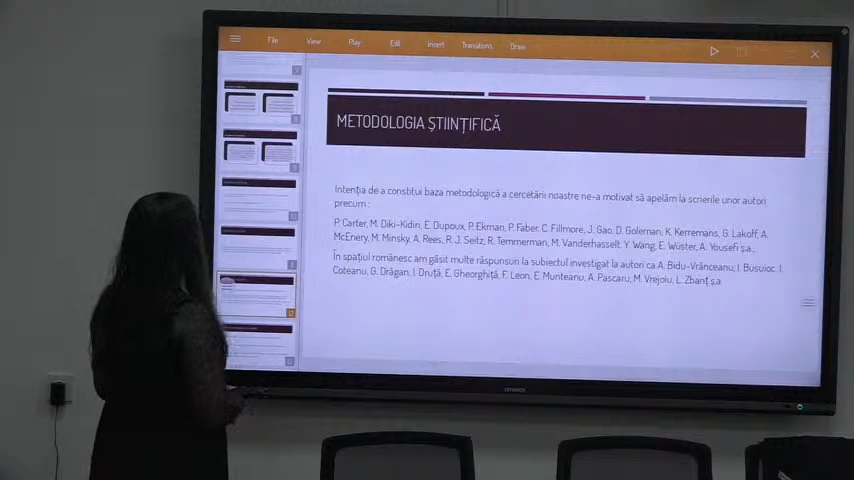 File View Play Edit Insert Transitions Draw
METODOLOGIA ȘTIINȚIFICĂ
Intenția de a constitui baza metodologică a cercetării noastre ne-a motivat să apelăm la scrierile unor autori
precum :
P. Carter, M. Diki-Kidiri, E. Dupoux, P. Ekman, P. Faber, C. Fillmore, J. Gao, D. Goleman, K. Kerremans, G. Lakoff, A.
McEnery, M. Minsky, A. Rees, R. J. Seitz, R. Temmerman, M. Vanderhasselt, Y. Wang, E. Wüster, A. Yousefi ș.a.,
În spațiul românesc am găsit multe răspunsuri la subiectul investigat la autori ca A. Bidu-Vrânceanu, I. Busuioc, I.
Coteanu, G. Drăgan, I. Druță, E. Gheorghiță, F. Leon, E. Munteanu, A. Pascaru, M. Vrejoiu, L. Zbanț ș.a.